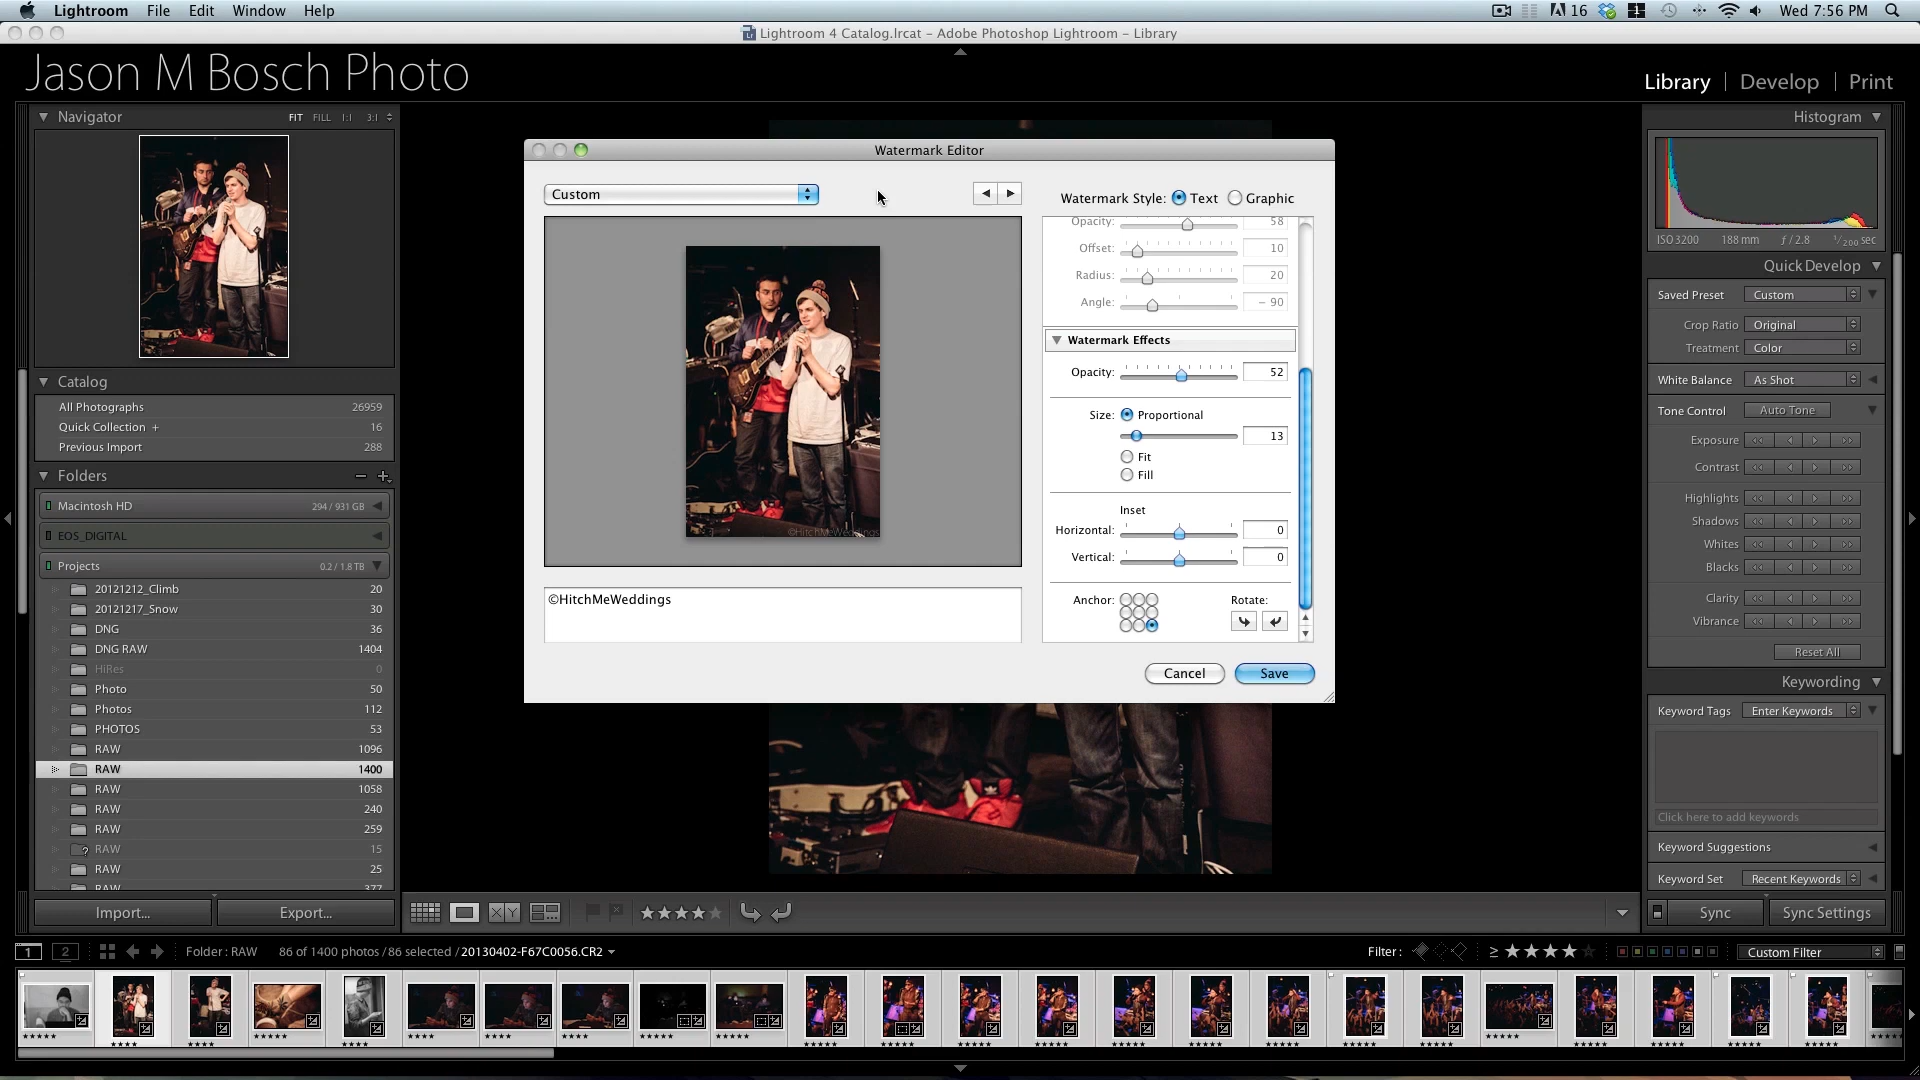 Lightroom File Edit Window Help
16 1 Wed 7:56 PM
Lightroom 4 Catalog.lrcat – Adobe Photoshop Lightroom – Library
Jason M Bosch Photo
Library | Develop | Print
Navigator FIT FILL 1:1 3:1
Catalog
All Photographs 26959
Quick Collection + 16
Previous Import 288
Folders
Macintosh HD 294 / 931 GB
EOS_DIGITAL
Projects 0.2 / 1.8 TB
20121212_Climb 20
20121217_Snow 30
DNG 36
DNG RAW 1404
HiRes 0
Photo 50
Photos 112
PHOTOS 53
RAW 1096
RAW 1400
RAW 1058
RAW 240
RAW 259
RAW 15
RAW 25
RAW 377
Import... Export...
Watermark Editor
Custom
Watermark Style: Text Graphic
Opacity: 58
Offset: 10
Radius: 20
Angle: – 90
Watermark Effects
Opacity: 52
Size: Proportional
13
Fit
Fill
Inset
Horizontal: 0
Vertical: 0
Anchor: Rotate:
©HitchMeWeddings
©HitchMeWeddings
Cancel Save
Histogram
ISO 3200 188 mm ƒ / 2.8 1/200 sec
Quick Develop
Saved Preset Custom
Crop Ratio Original
Treatment Color
White Balance As Shot
Tone Control Auto Tone
Exposure
Contrast
Highlights
Shadows
Whites
Blacks
Clarity
Vibrance
Reset All
Keywording
Keyword Tags Enter Keywords
Click here to add keywords
Keyword Suggestions
Keyword Set Recent Keywords
Sync Sync Settings
X Y
1 2 Folder : RAW 86 of 1400 photos / 86 selected / 20130402-F67C0056.CR2 Filter : ≥ Custom Filter